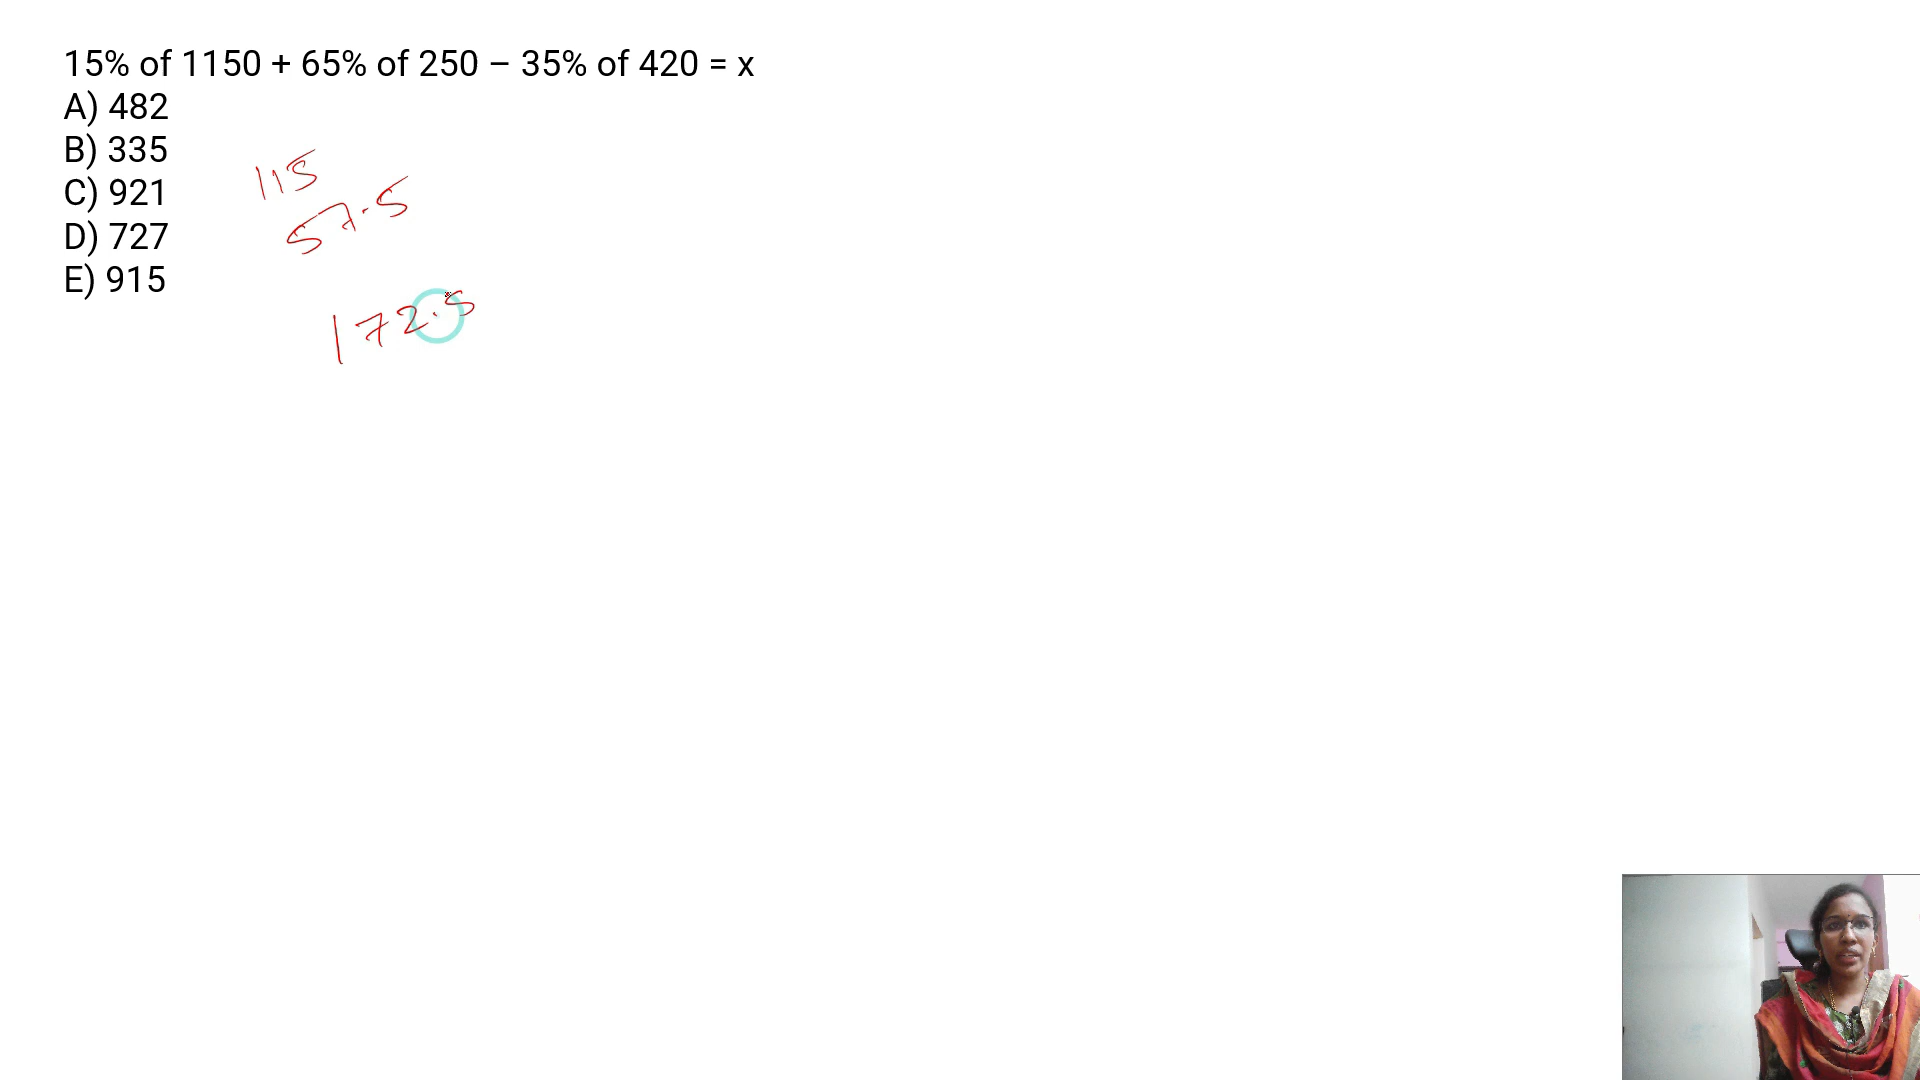 15% of 1150 + 65% of 250 – 35% of 420 = x
A) 482
B) 335
C) 921
D) 727
E) 915
115
57.5
172.5